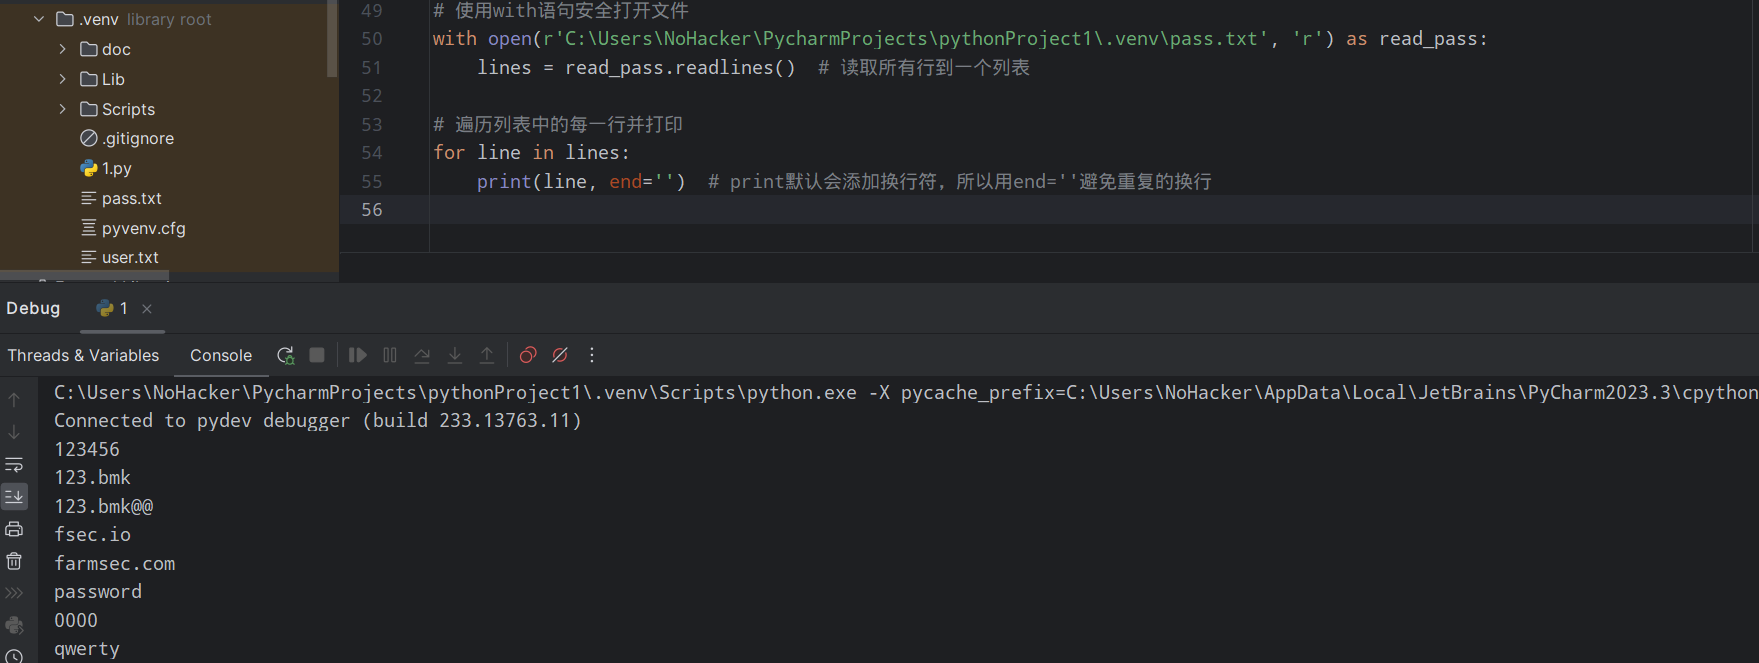 .venv library root
doc
Lib
Scripts
.gitignore
1.py
pass.txt
pyvenv.cfg
user.txt
49 # 使用with语句安全打开文件
50 with open(r'C:\Users\NoHacker\PycharmProjects\pythonProject1\.venv\pass.txt', 'r') as read_pass:
51 lines = read_pass.readlines() # 读取所有行到一个列表
52
53 # 遍历列表中的每一行并打印
54 for line in lines:
55 print(line, end='') # print默认会添加换行符，所以用end=''避免重复的换行
56
Debug 1
Threads & Variables Console
C:\Users\NoHacker\PycharmProjects\pythonProject1\.venv\Scripts\python.exe -X pycache_prefix=C:\Users\NoHacker\AppData\Local\JetBrains\PyCharm2023.3\cpython
Connected to pydev debugger (build 233.13763.11)
123456
123.bmk
123.bmk@@
fsec.io
farmsec.com
password
0000
qwerty